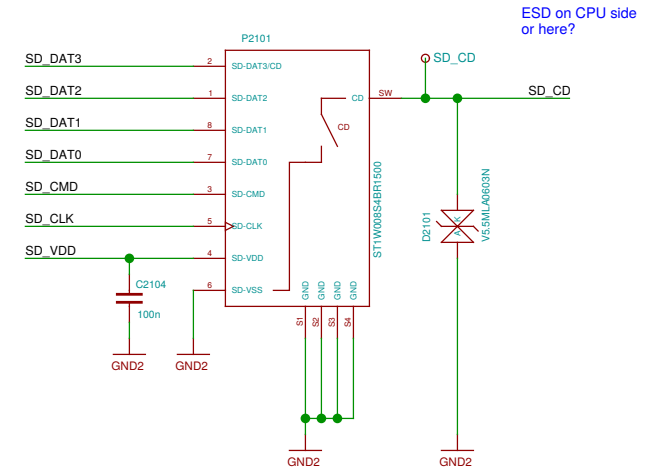 ESD on CPU side
or here?
P2101
SD_DAT3
2
SD-DAT3/CD
SD_CD
SD_DAT2
1
SD-DAT2
CD
SW
SD_CD
SD_DAT1
8
SD-DAT1
CD
SD_DAT0
7
SD-DAT0
SD_CMD
3
SD-CMD
SD_CLK
5
SD-CLK
SD_VDD
4
SD-VDD
6
SD-VSS
C2104
100n
GND
GND
GND
GND
S1
S2
S3
S4
ST1W008S4BR1500
D2101
A
K
V5.5MLA0603N
GND2
GND2
GND2
GND2